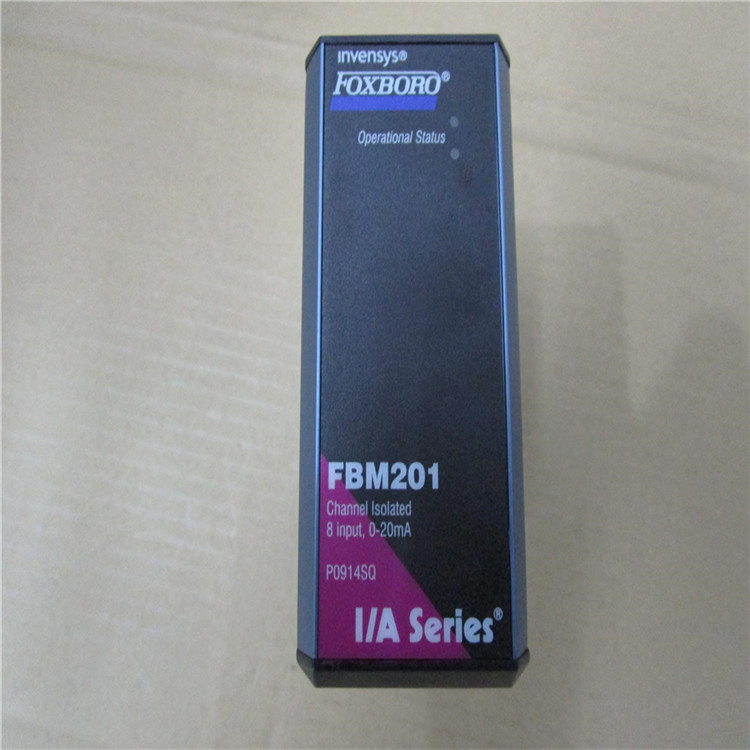 invensys®
FOXBORO®
Operational Status
FBM201
Channel Isolated
8 input, 0-20mA
P0914SQ
I/A Series®